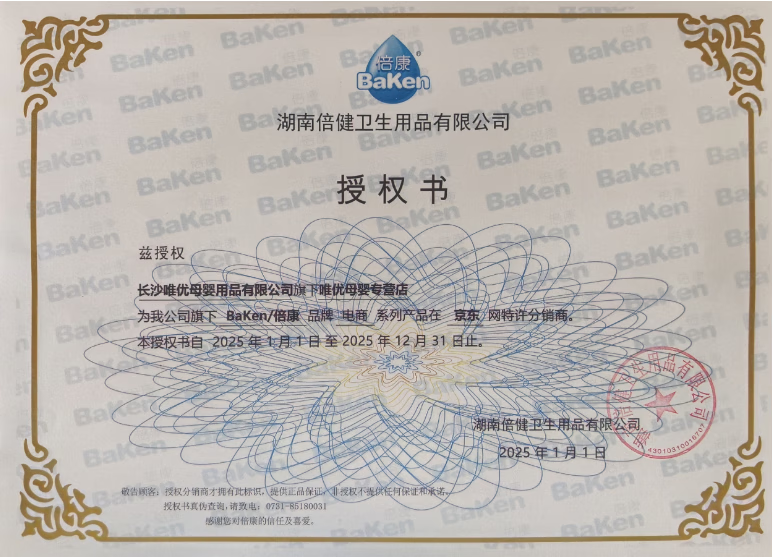 倍康®
BaKen
湖南倍健卫生用品有限公司
授权书
兹授权
长沙唯优母婴用品有限公司旗下唯优母婴专营店
为我公司旗下 BaKen/倍康 品牌 电商 系列产品在 京东 网特许分销商。
本授权书自 2025 年 1 月 1 日 至 2025 年 12 月 31 日止。
湖南倍健卫生用品有限公司
2025 年 1 月 1 日
敬告顾客：授权分销商才拥有此标识，提供正品保证，非授权不提供任何保证和承诺。
授权书真伪查询，请致电：0731-85180031
感谢您对倍康的信任及喜爱。